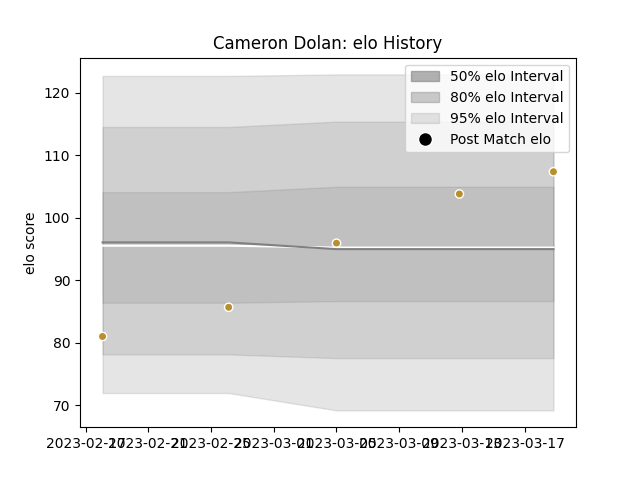 Cameron Dolan: elo History
50% elo Interval
80% elo Interval
95% elo Interval
Post Match elo
elo score
120
110
100
90
80
70
2023-02-17 2023-02-21 2023-02-25 2023-03-01 2023-03-05 2023-03-09 2023-03-13 2023-03-17